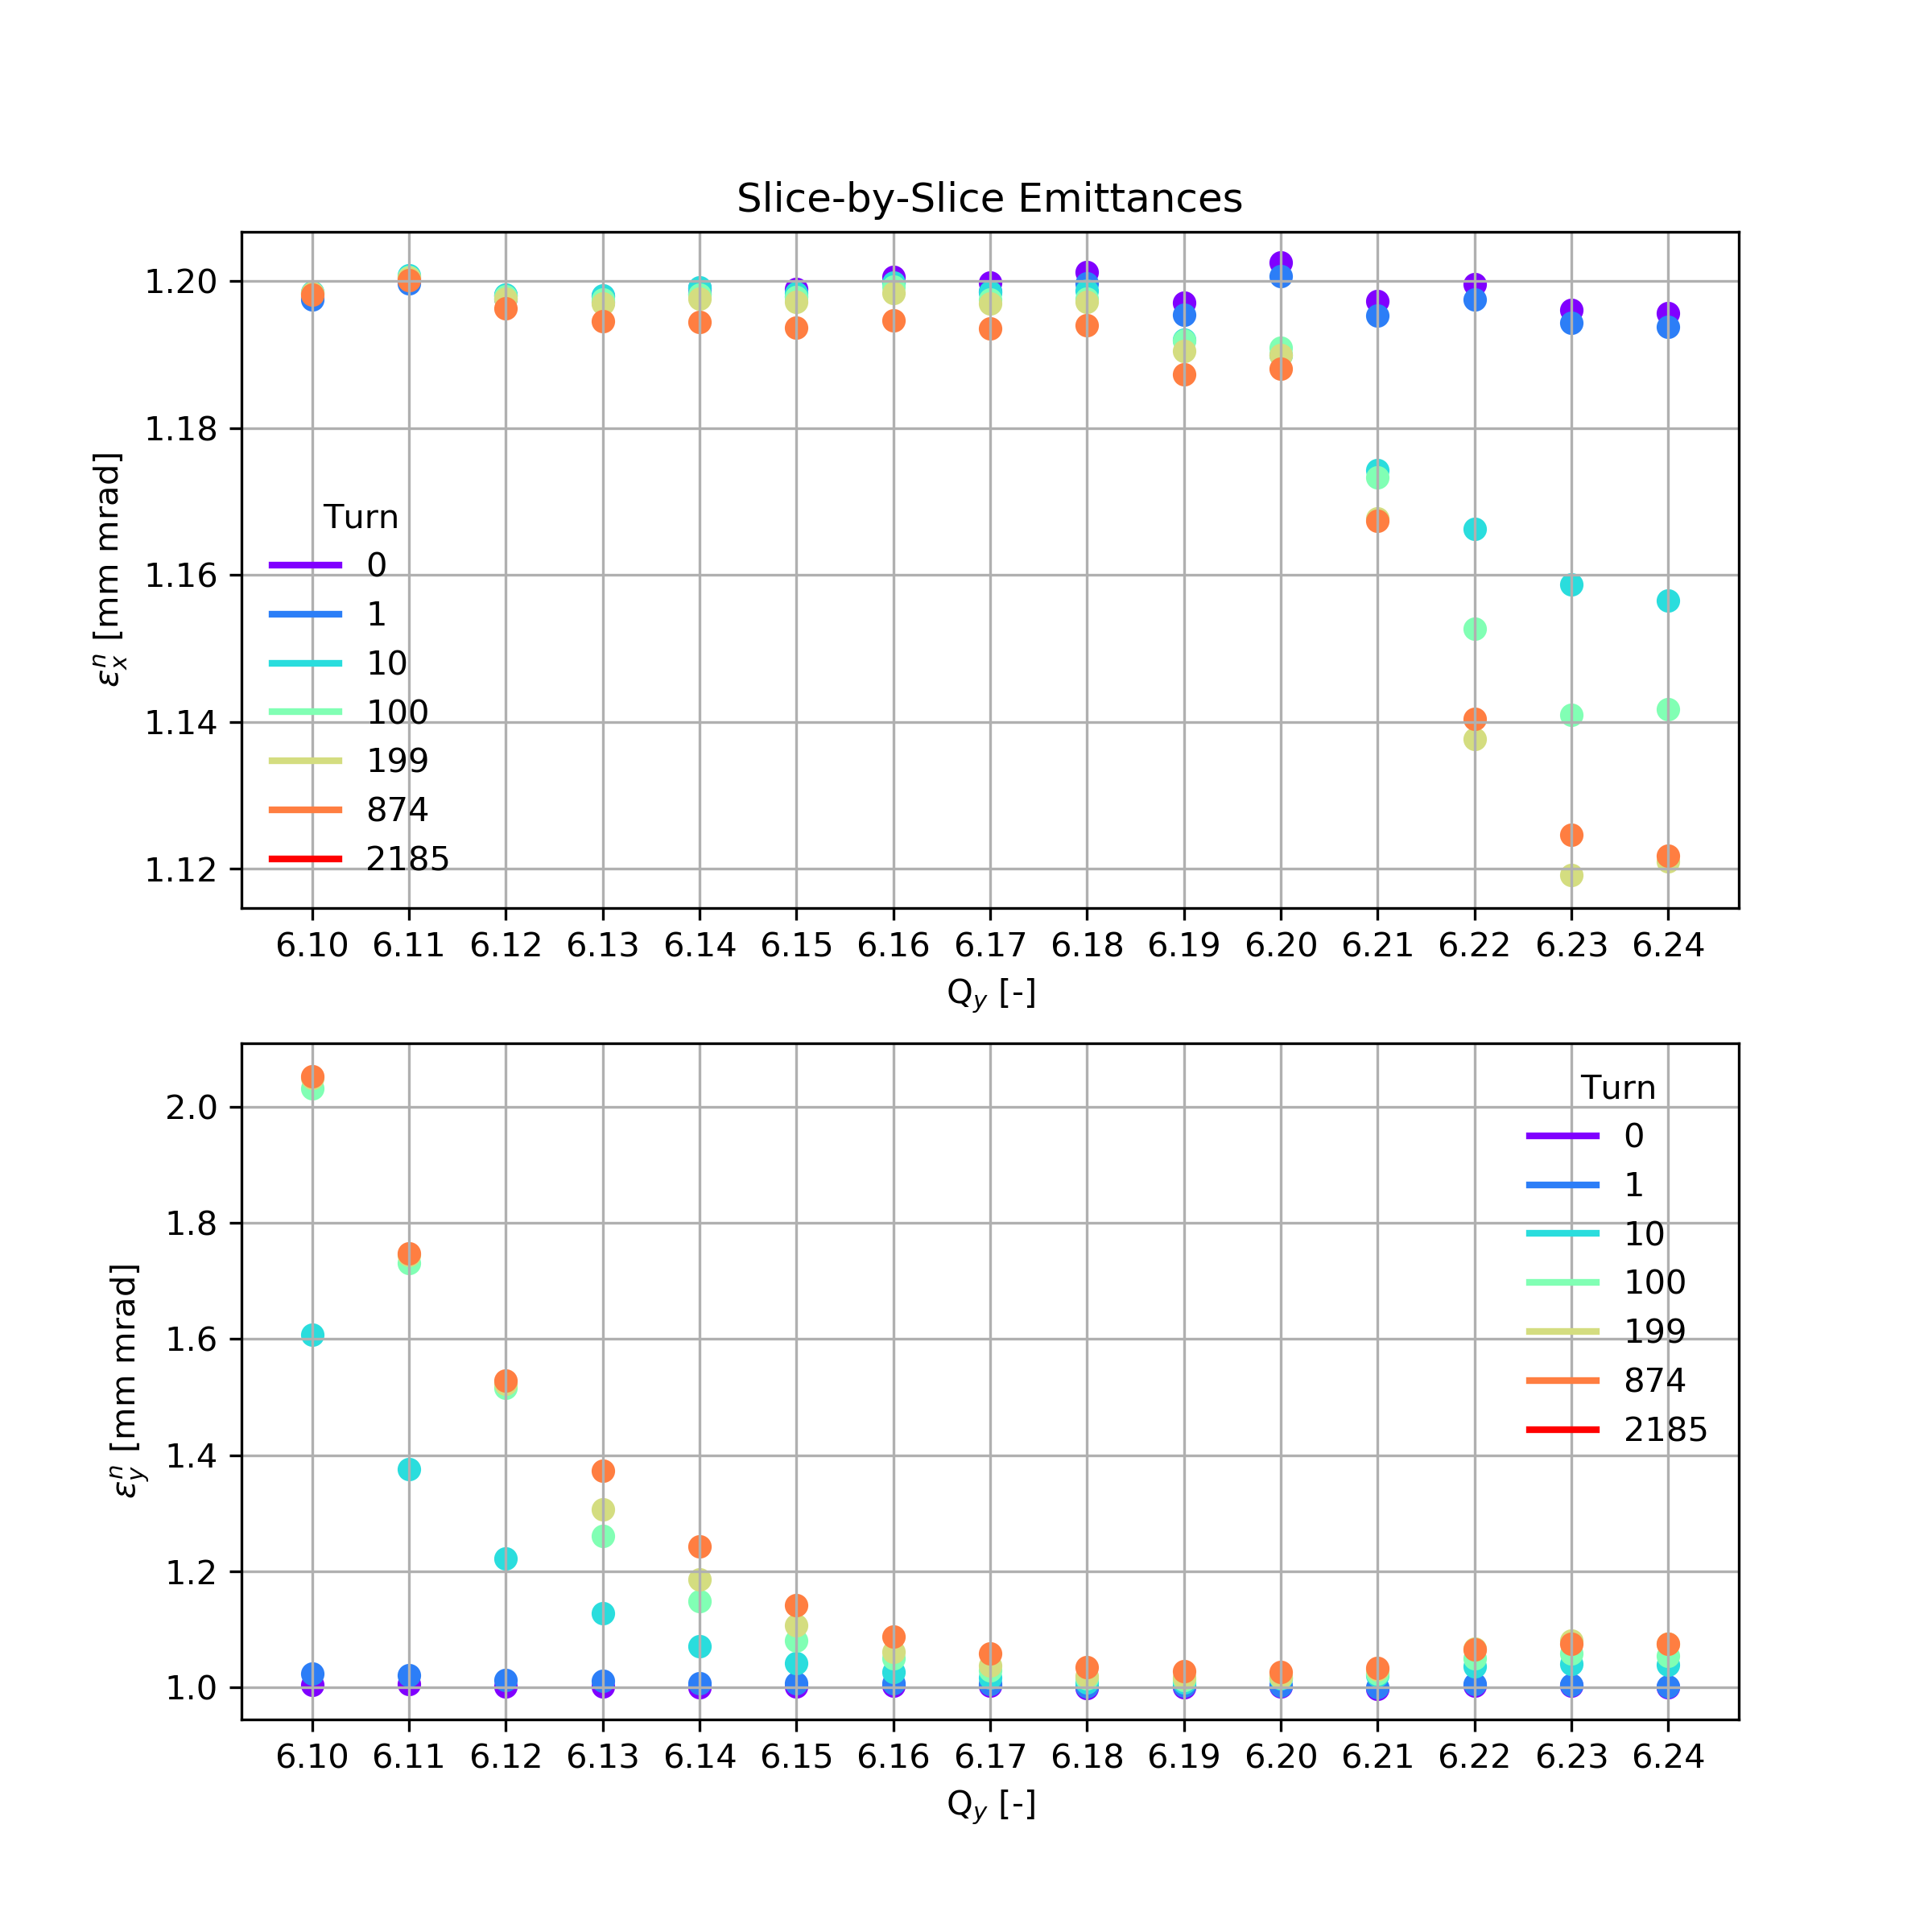 Slice-by-Slice Emittances
1.20
1.18
1.16
1.14
1.12
ε_x^n [mm mrad]
Turn
0
1
10
100
199
874
2185
6.10 6.11 6.12 6.13 6.14 6.15 6.16 6.17 6.18 6.19 6.20 6.21 6.22 6.23 6.24
Q_y [-]
2.0
1.8
1.6
1.4
1.2
1.0
ε_y^n [mm mrad]
Turn
0
1
10
100
199
874
2185
6.10 6.11 6.12 6.13 6.14 6.15 6.16 6.17 6.18 6.19 6.20 6.21 6.22 6.23 6.24
Q_y [-]